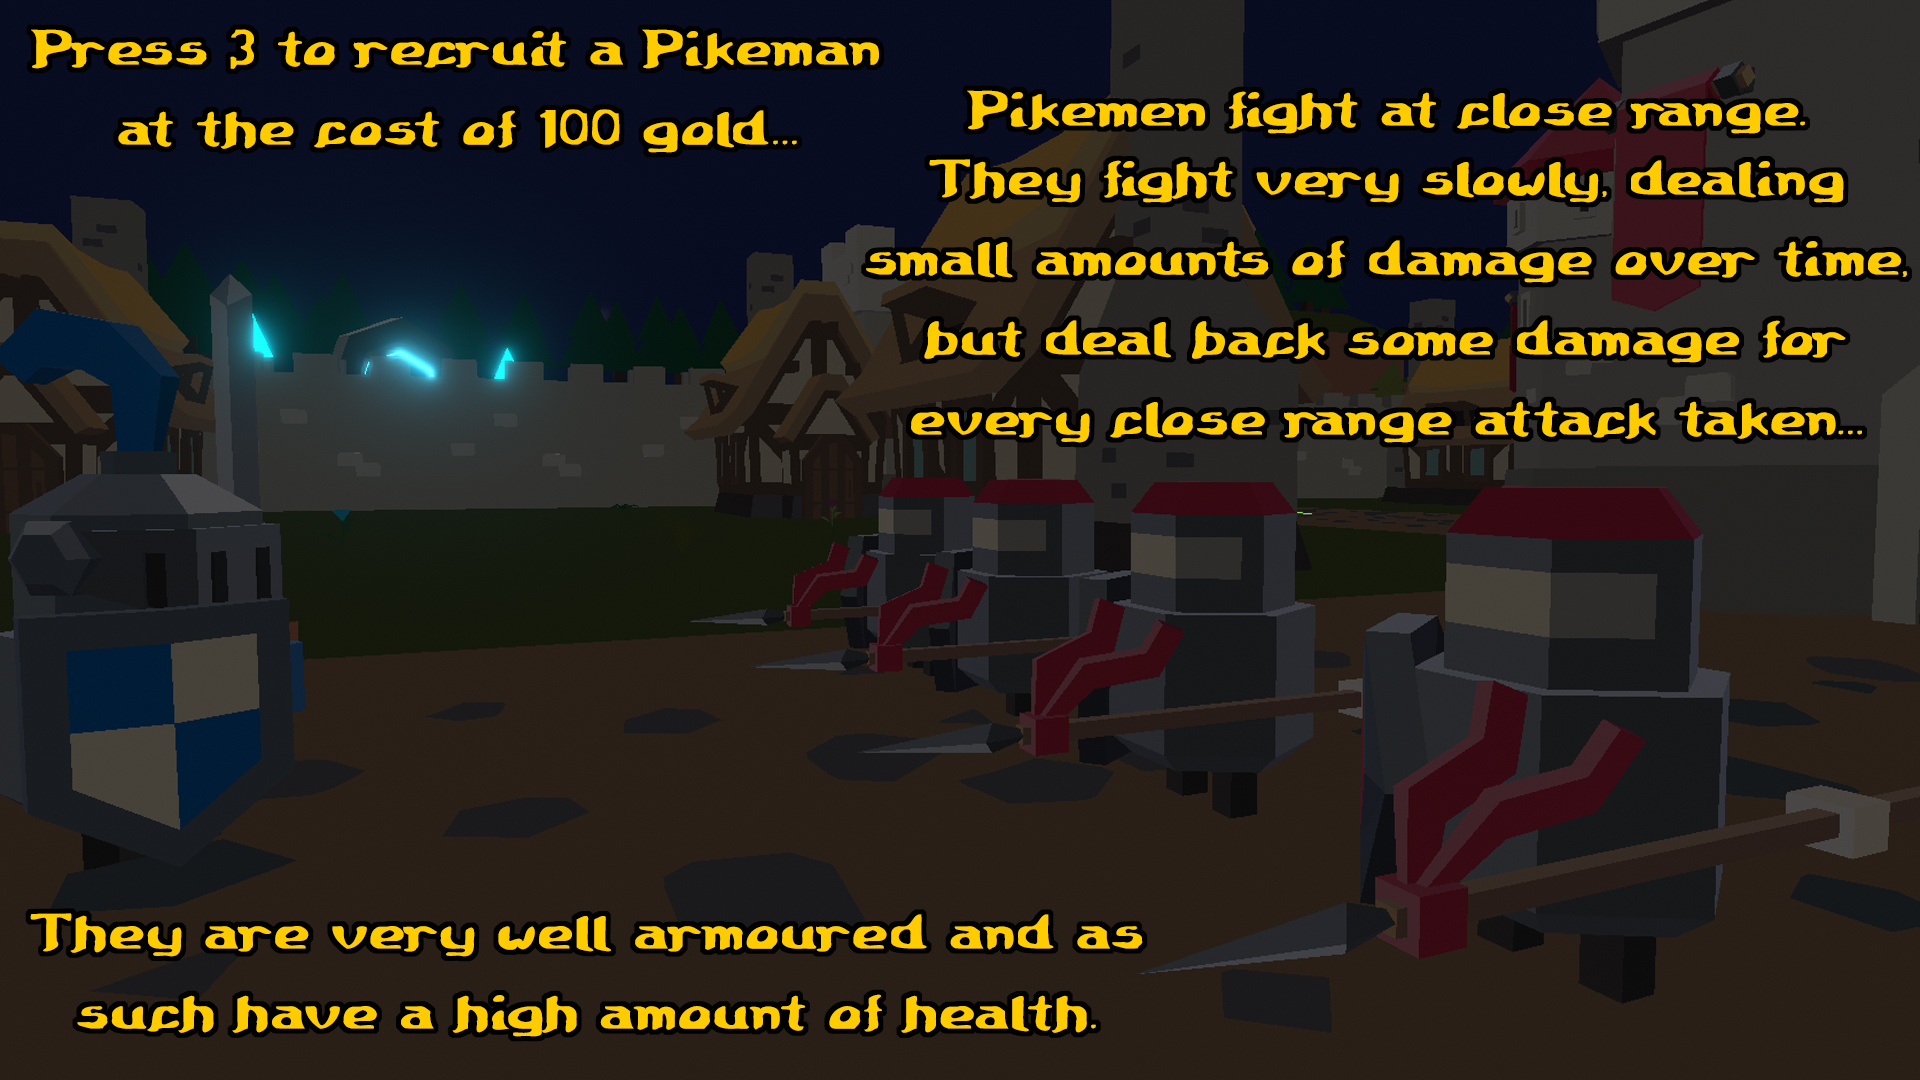 Press 3 to recruit a Pikeman
at the cost of 100 gold...
Pikemen fight at close range.
They fight very slowly, dealing
small amounts of damage over time,
but deal back some damage for
every close range attack taken...
They are very well armoured and as
such have a high amount of health.